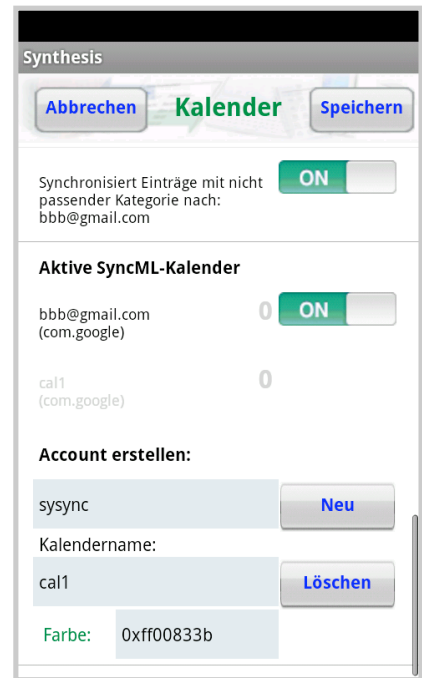 Synthesis
Abbrechen Kalender Speichern
Synchronisiert Einträge mit nicht ON
passender Kategorie nach:
bbb@gmail.com
Aktive SyncML-Kalender
bbb@gmail.com 0 ON
(com.google)
cal1 0
(com.google)
Account erstellen:
sysync Neu
Kalendername:
cal1 Löschen
Farbe: 0xff00833b